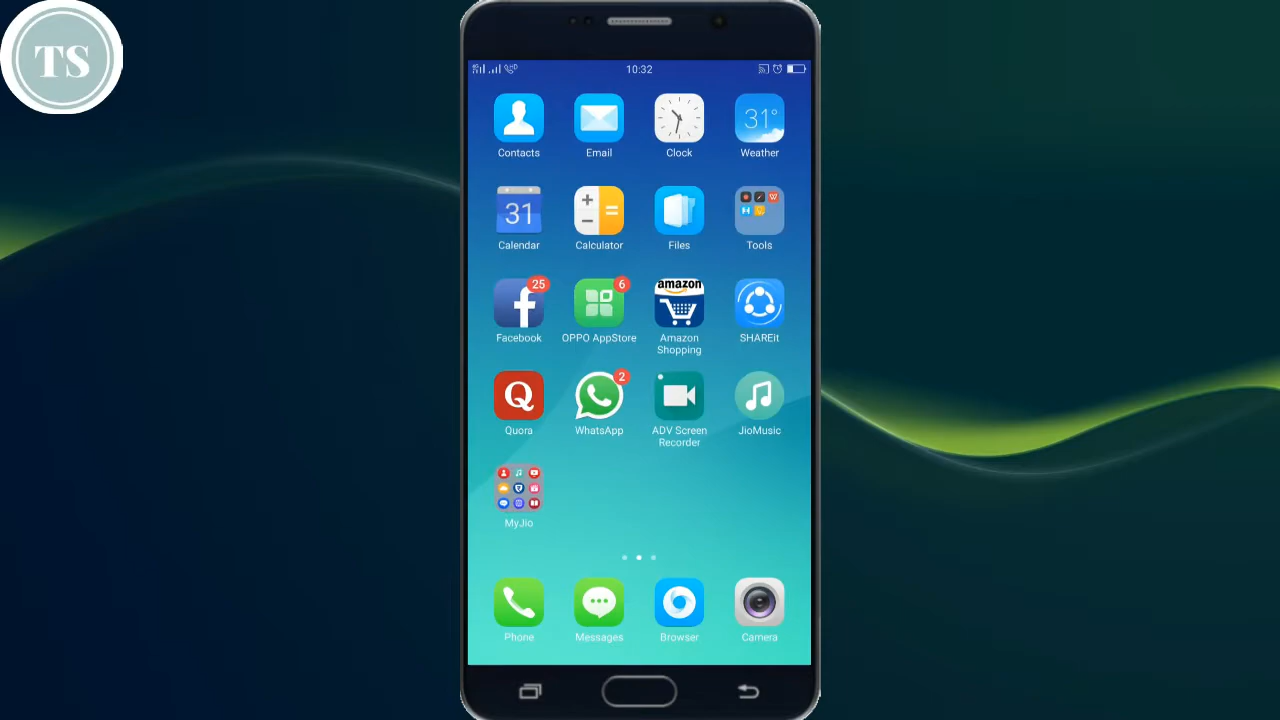 TS
10:32
31°
Contacts Email Clock Weather
31
Calendar Calculator Files Tools
25 6 amazon
Facebook OPPO AppStore Amazon Shopping SHAREit
Q 2
Quora WhatsApp ADV Screen Recorder JioMusic
MyJio
Phone Messages Browser Camera